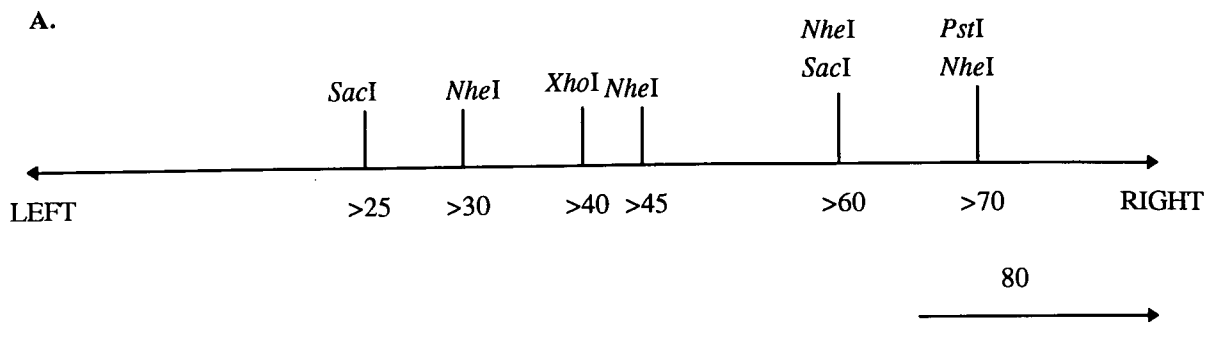 A.
NheI PstI
SacI NheI XhoI NheI SacI NheI
LEFT >25 >30 >40 >45 >60 >70 RIGHT
80